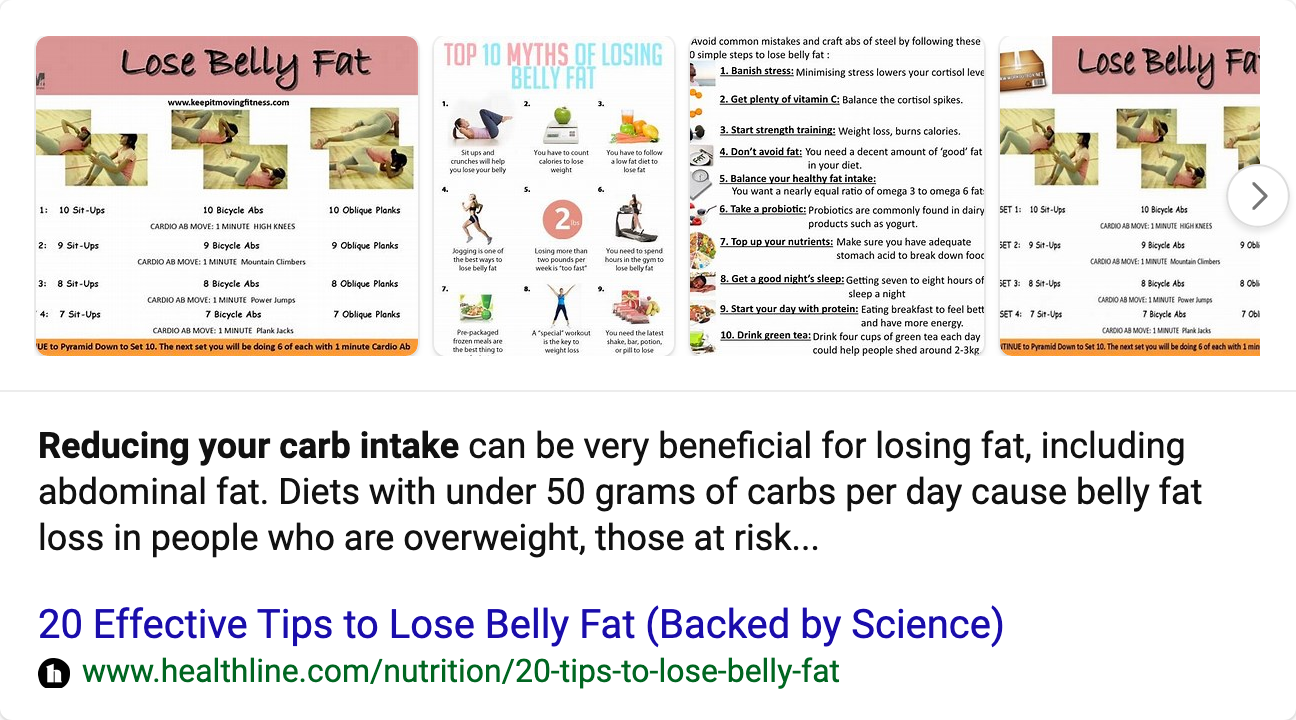 Lose Belly Fat
www.keepitmovingfitness.com
1: 10 Sit-Ups 10 Bicycle Abs 10 Oblique Planks
CARDIO AB MOVE: 1 MINUTE HIGH KNEES
2: 9 Sit-Ups 9 Bicycle Abs 9 Oblique Planks
CARDIO AB MOVE: 1 MINUTE Mountain Climbers
3: 8 Sit-Ups 8 Bicycle Abs 8 Oblique Planks
CARDIO AB MOVE: 1 MINUTE Power Jumps
4: 7 Sit-Ups 7 Bicycle Abs 7 Oblique Planks
CARDIO AB MOVE: 1 MINUTE Plank Jacks
UE to Pyramid Down to Set 10. The next set you will be doing 6 of each with 1 minute Cardio Ab
TOP 10 MYTHS OF LOSING
BELLY FAT
1.
Sit ups and
crunches will help
you lose your belly
2.
You have to count
calories to lose
weight
3.
You have to follow
a low fat diet to
lose fat
4.
Jogging is one of
the best ways to
lose belly fat
5.
2 lbs
Losing more than
two pounds per
week is "too fast"
6.
You need to spend
hours in the gym to
lose belly fat
7.
Pre-packaged
frozen meals are
the best thing to
8.
A "special" workout
is the key to
weight loss
9.
You need the latest
shake, bar, potion,
or pill to lose
Avoid common mistakes and craft abs of steel by following these
0 simple steps to lose belly fat :
1. Banish stress: Minimising stress lowers your cortisol leve
2. Get plenty of vitamin C: Balance the cortisol spikes.
3. Start strength training: Weight loss, burns calories.
4. Don't avoid fat: You need a decent amount of 'good' fat
in your diet.
5. Balance your healthy fat intake:
You want a nearly equal ratio of omega 3 to omega 6 fats
6. Take a probiotic: Probiotics are commonly found in dairy
products such as yogurt.
7. Top up your nutrients: Make sure you have adequate
stomach acid to break down food
8. Get a good night's sleep: Getting seven to eight hours of
sleep a night
9. Start your day with protein: Eating breakfast to feel bett
and have more energy.
10. Drink green tea: Drink four cups of green tea each day
could help people shed around 2-3kg
Lose Belly Fa
SET 1: 10 Sit-Ups 10 Bicycle Abs
CARDIO AB MOVE: 1 MINUTE HIGH KNEES
SET 2: 9 Sit-Ups 9 Bicycle Abs 9 Obli
CARDIO AB MOVE: 1 MINUTE Mountain Climbers
SET 3: 8 Sit-Ups 8 Bicycle Abs 8 Obl
CARDIO AB MOVE: 1 MINUTE Power Jumps
SET 4: 7 Sit-Ups 7 Bicycle Abs 7 Obl
CARDIO AB MOVE: 1 MINUTE Plank Jacks
NTINUE to Pyramid Down to Set 10. The next set you will be doing 6 of each with 1 min
Reducing your carb intake can be very beneficial for losing fat, including
abdominal fat. Diets with under 50 grams of carbs per day cause belly fat
loss in people who are overweight, those at risk...
20 Effective Tips to Lose Belly Fat (Backed by Science)
h www.healthline.com/nutrition/20-tips-to-lose-belly-fat